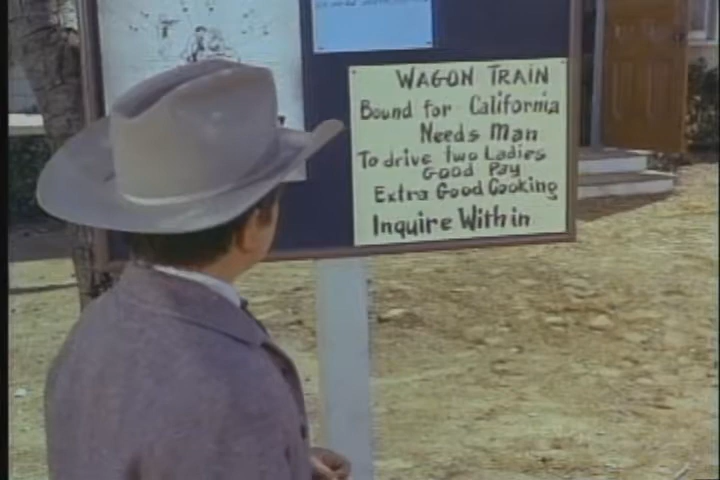 WAGON TRAIN
Bound for California
Needs Man
To drive two Ladies
Good Pay
Extra Good Cooking
Inquire Within